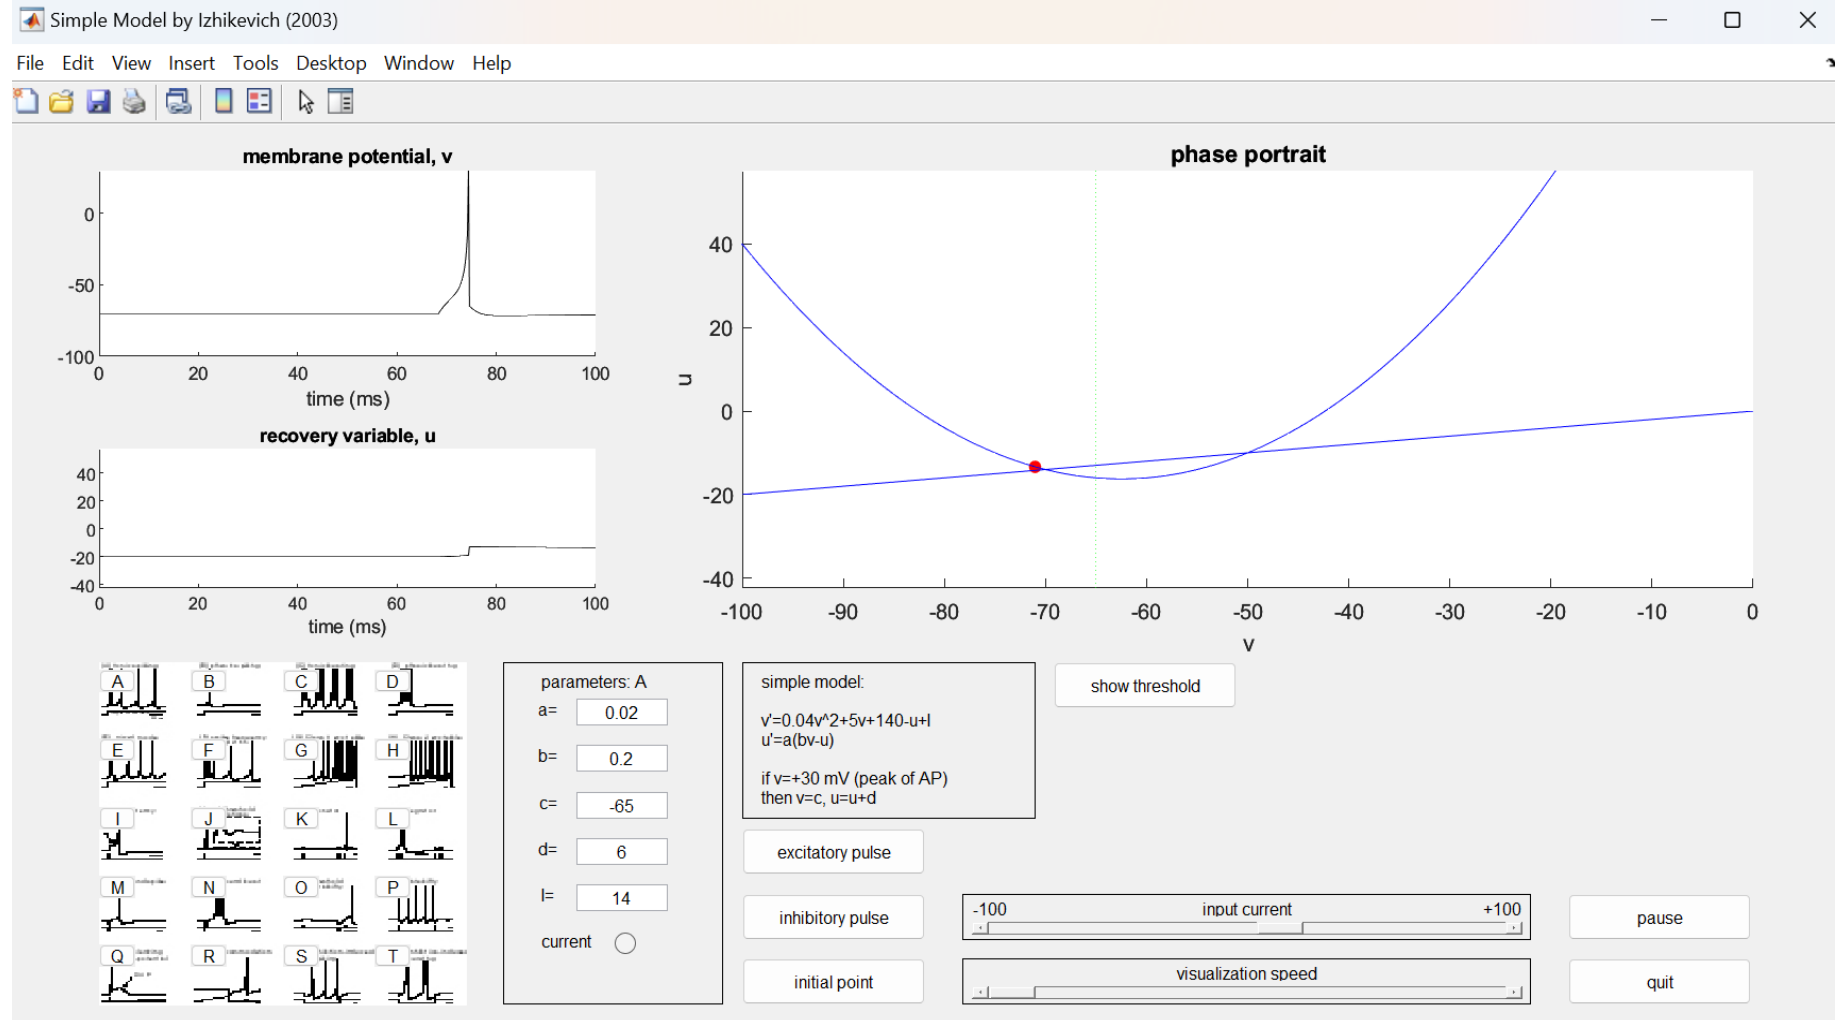 Simple Model by Izhikevich (2003)
File Edit View Insert Tools Desktop Window Help
membrane potential, v
0
-50
-100
0 20 40 60 80 100
time (ms)
recovery variable, u
40
20
0
-20
-40
0 20 40 60 80 100
time (ms)
phase portrait
40
20
0
-20
-40
u
-100 -90 -80 -70 -60 -50 -40 -30 -20 -10 0
v
A B C D
E F G H
I J K L
M N O P
Q R S T
parameters: A
a= 0.02
b= 0.2
c= -65
d= 6
I= 14
current
simple model:
v'=0.04v^2+5v+140-u+I
u'=a(bv-u)
if v=+30 mV (peak of AP)
then v=c, u=u+d
show threshold
excitatory pulse
inhibitory pulse
initial point
-100 input current +100
visualization speed
pause
quit